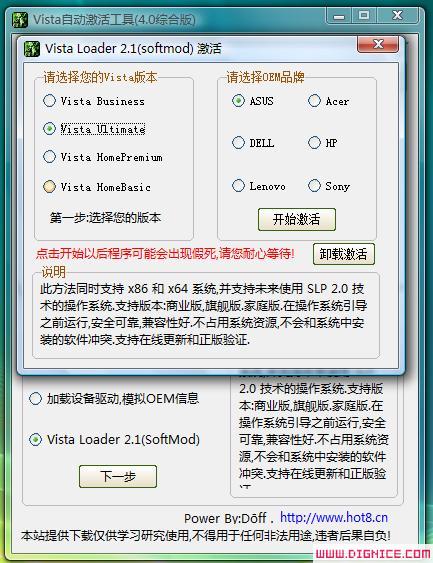 Vista自动激活工具(4.0综合版)
Vista Loader 2.1(softmod) 激活
请选择您的Vista版本
Vista Business
Vista Ultimate
Vista HomePremium
Vista HomeBasic
第一步:选择您的版本
请选择OEM品牌
ASUS
Acer
DELL
HP
Lenovo
Sony
开始激活
点击开始以后程序可能会出现假死,请您耐心等待!
卸载激活
说明
此方法同时支持 x86 和 x64 系统,并支持未来使用 SLP 2.0 技
术的操作系统.支持版本:商业版,旗舰版.家庭版.在操作系统引导
之前运行,安全可靠,兼容性好.不占用系统资源,不会和系统中安
装的软件冲突.支持在线更新和正版验证.
加载设备驱动,模拟OEM信息
Vista Loader 2.1(SoftMod)
下一步
2.0 技术的操作系统.支持版
本:商业版,旗舰版.家庭版.在
操作系统引导之前运行,安全
可靠,兼容性好.不占用系统资
源,不会和系统中安装的软件
冲突.支持在线更新和正版验
Power By:Dōff .
http://www.hot8.cn
本站提供下载仅供学习研究使用,不得用于任何非法用途,违者后果自负!
WWW.DIGNICE.COM